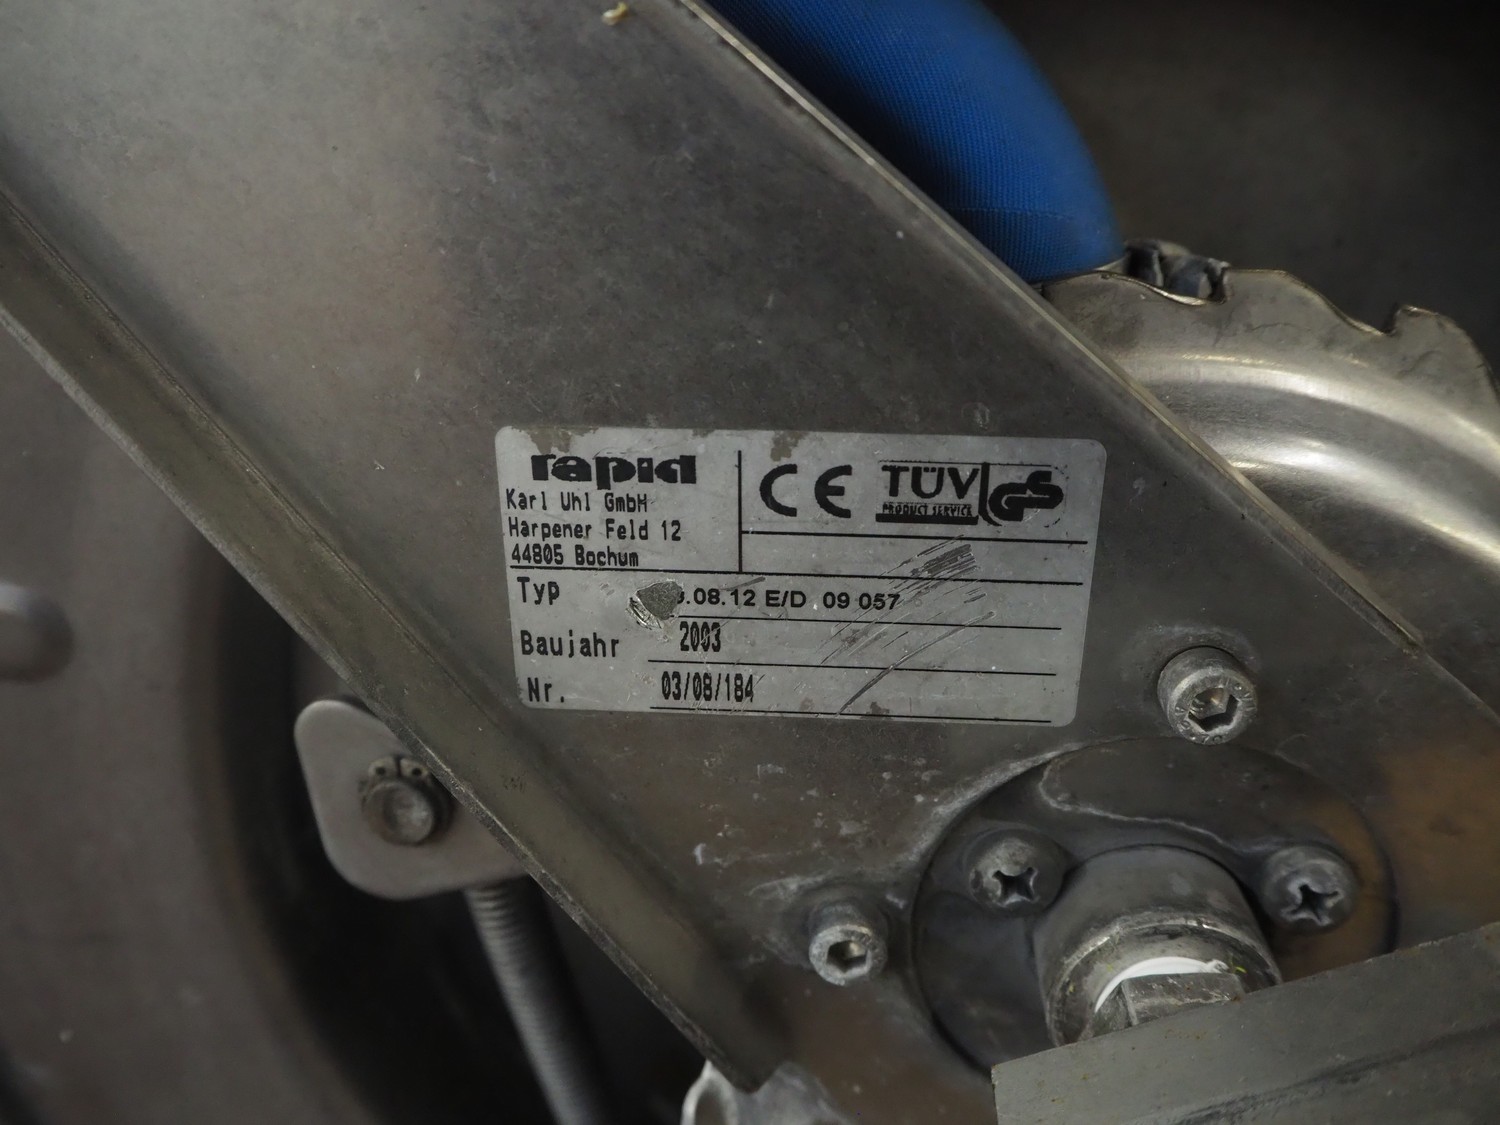 rapid
Karl Uhl GmbH
Harpener Feld 12
44805 Bochum
CE
TÜV
PRODUCT SERVICE
GS
Typ .08.12 E/D 09 057
Baujahr 2003
Nr. 03/08/184